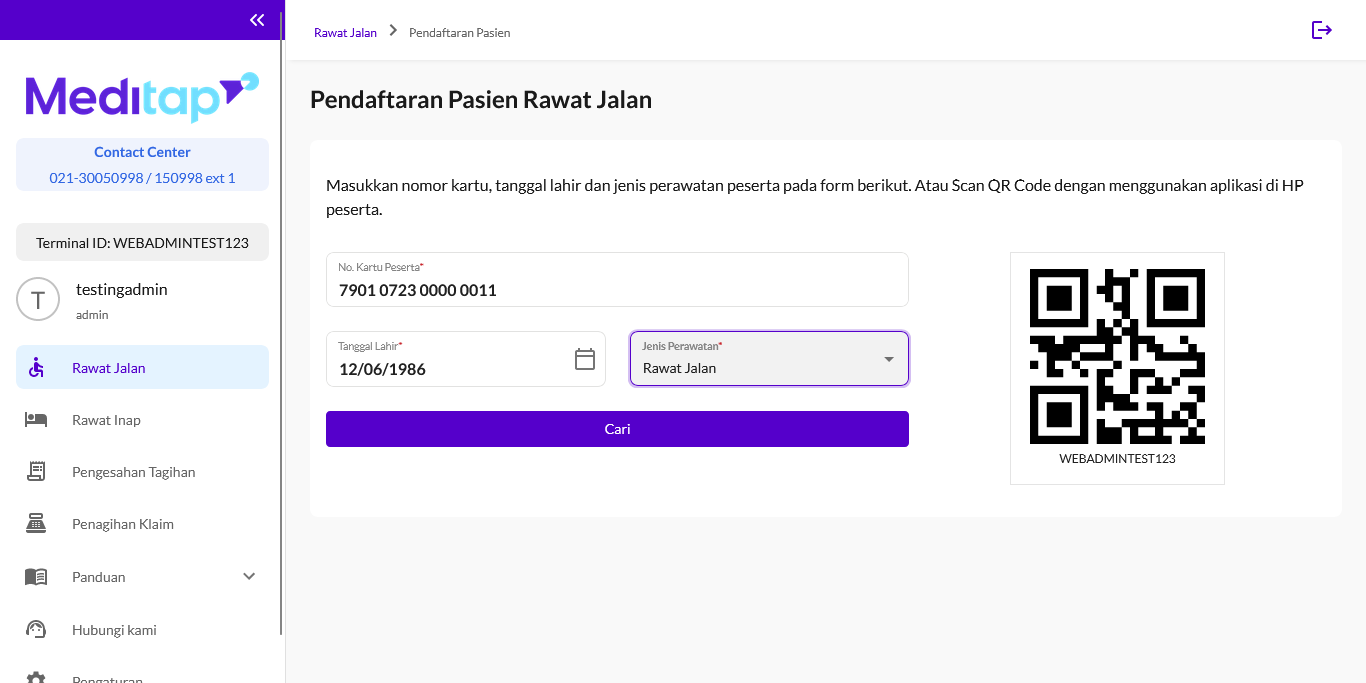 Rawat Jalan
Pendaftaran Pasien
Meditap
Contact Center
021-30050998 / 150998 ext 1
Terminal ID: WEBADMINTEST123
T
testingadmin
admin
Rawat Jalan
Rawat Inap
Pengesahan Tagihan
Penagihan Klaim
Panduan
Hubungi kami
Pengaturan
Pendaftaran Pasien Rawat Jalan
Masukkan nomor kartu, tanggal lahir dan jenis perawatan peserta pada form berikut. Atau Scan QR Code dengan menggunakan aplikasi di HP
peserta.
No. Kartu Peserta*
7901 0723 0000 0011
Tanggal Lahir*
12/06/1986
Jenis Perawatan*
Rawat Jalan
Cari
WEBADMINTEST123